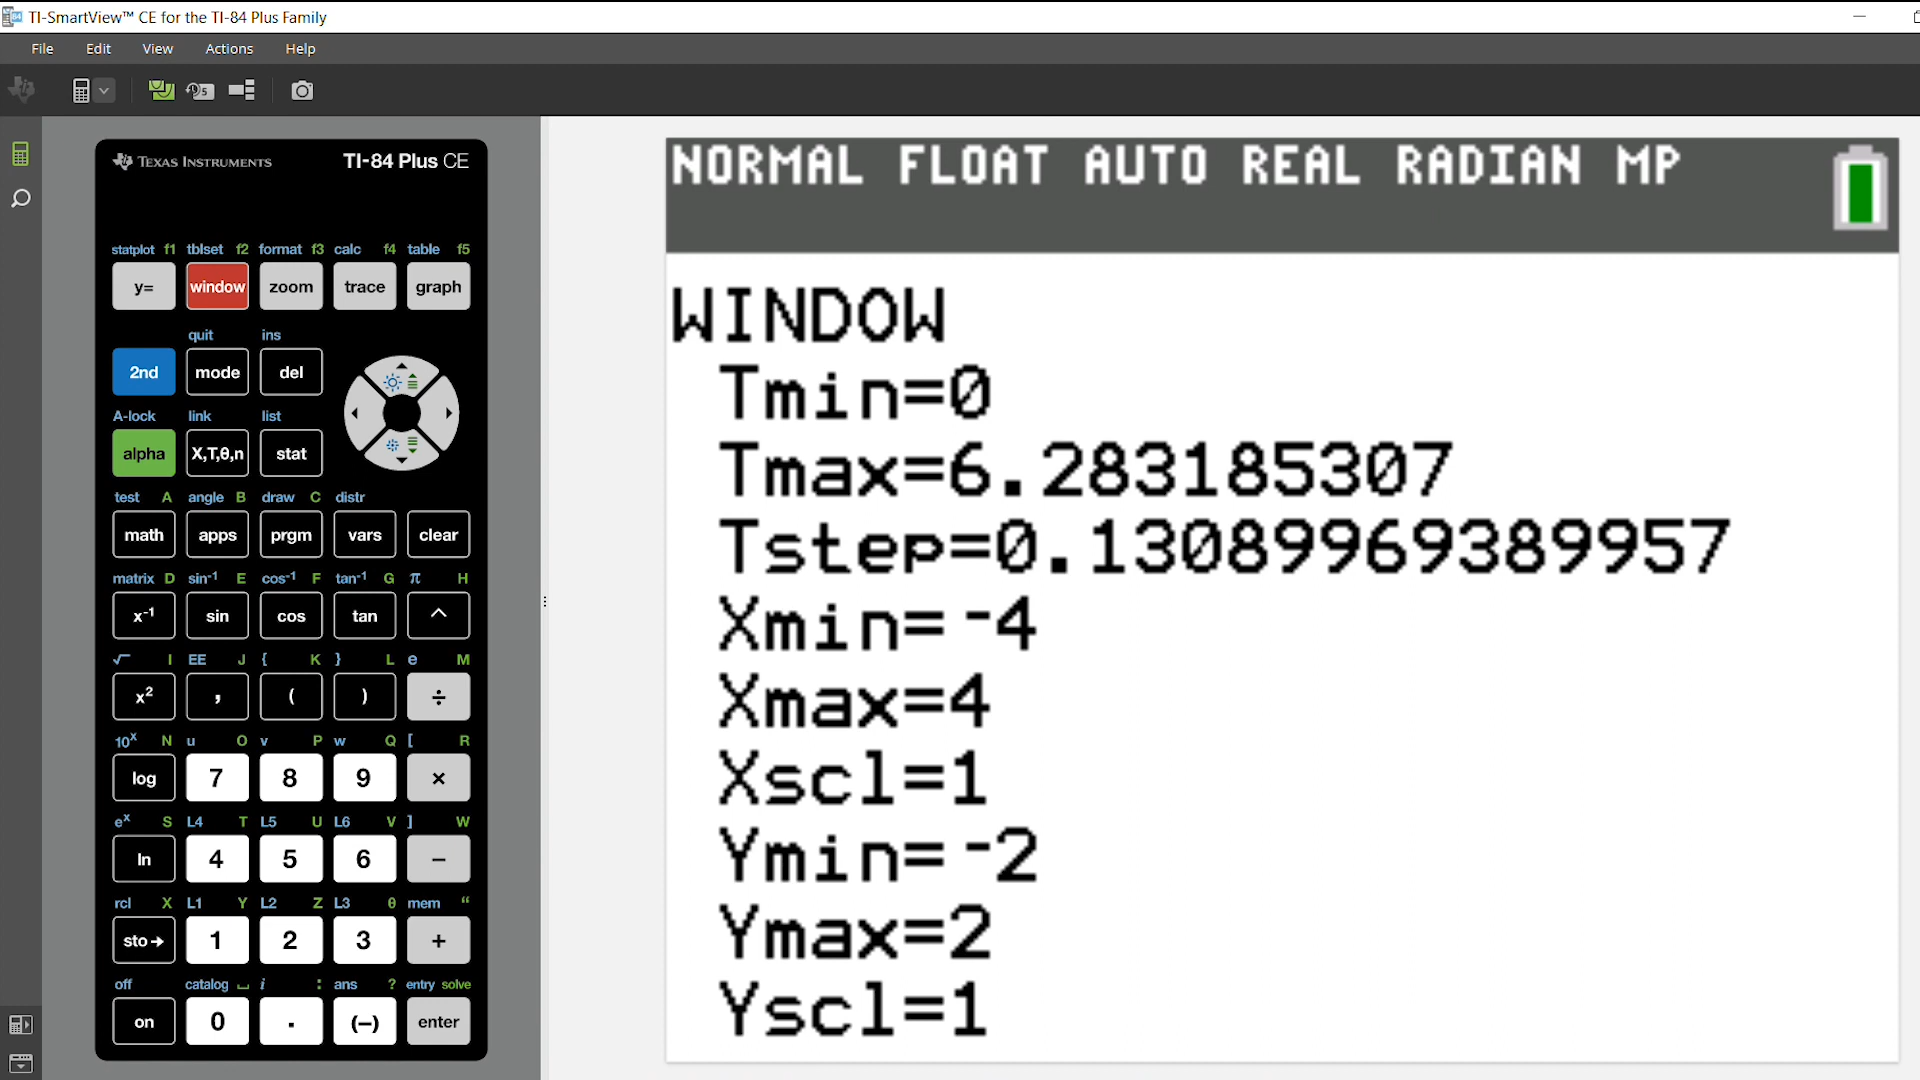 TI-SmartView™ CE for the TI-84 Plus Family
File Edit View Actions Help
TEXAS INSTRUMENTS TI-84 Plus CE
statplot f1 tblset f2 format f3 calc f4 table f5
y= window zoom trace graph
quit ins
2nd mode del
A-lock link list
alpha X,T,θ,n stat
test A angle B draw C distr
math apps prgm vars clear
matrix D sin⁻¹ E cos⁻¹ F tan⁻¹ G π H
x⁻¹ sin cos tan ^
√ I EE J { K } L e M
x² , ( ) ÷
10ˣ N u O v P w Q [ R
log 7 8 9 ×
eˣ S L4 T L5 U L6 V ] W
ln 4 5 6 −
rcl X L1 Y L2 Z L3 θ mem “
sto→ 1 2 3 +
off catalog ⎵ i : ans ? entry solve
on 0 . (−) enter
NORMAL FLOAT AUTO REAL RADIAN MP
WINDOW
Tmin=0
Tmax=6.283185307
Tstep=0.13089969389957
Xmin=-4
Xmax=4
Xscl=1
Ymin=-2
Ymax=2
Yscl=1